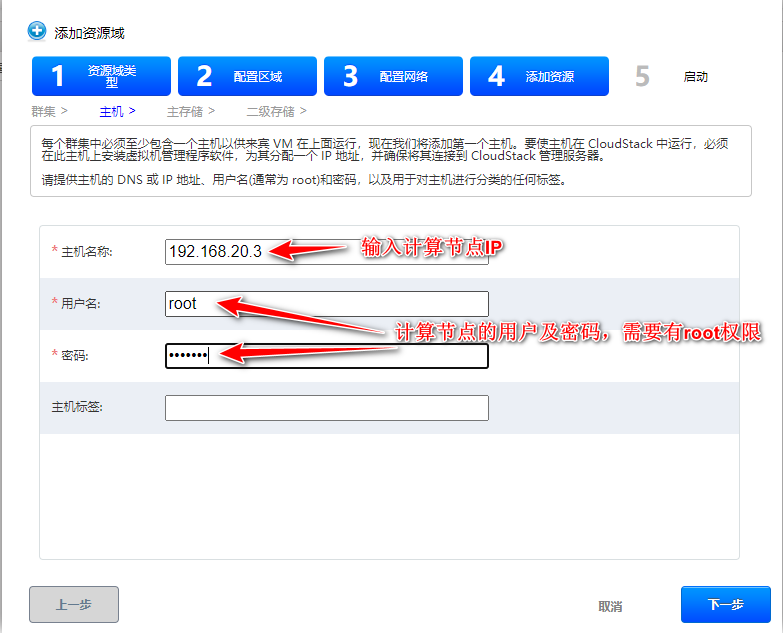 添加资源域
1 资源域类型 2 配置区域 3 配置网络 4 添加资源 5 启动
群集 > 主机 > 主存储 > 二级存储 >
每个群集中必须至少包含一个主机以供来宾 VM 在上面运行，现在我们将添加第一个主机。要使主机在 CloudStack 中运行，必须
在此主机上安装虚拟机管理程序软件，为其分配一个 IP 地址，并确保将其连接到 CloudStack 管理服务器。
请提供主机的 DNS 或 IP 地址、用户名(通常为 root)和密码，以及用于对主机进行分类的任何标签。
* 主机名称: 192.168.20.3 输入计算节点IP
* 用户名: root
计算节点的用户及密码，需要有root权限
* 密码: •••••••
主机标签:
上一步 取消 下一步